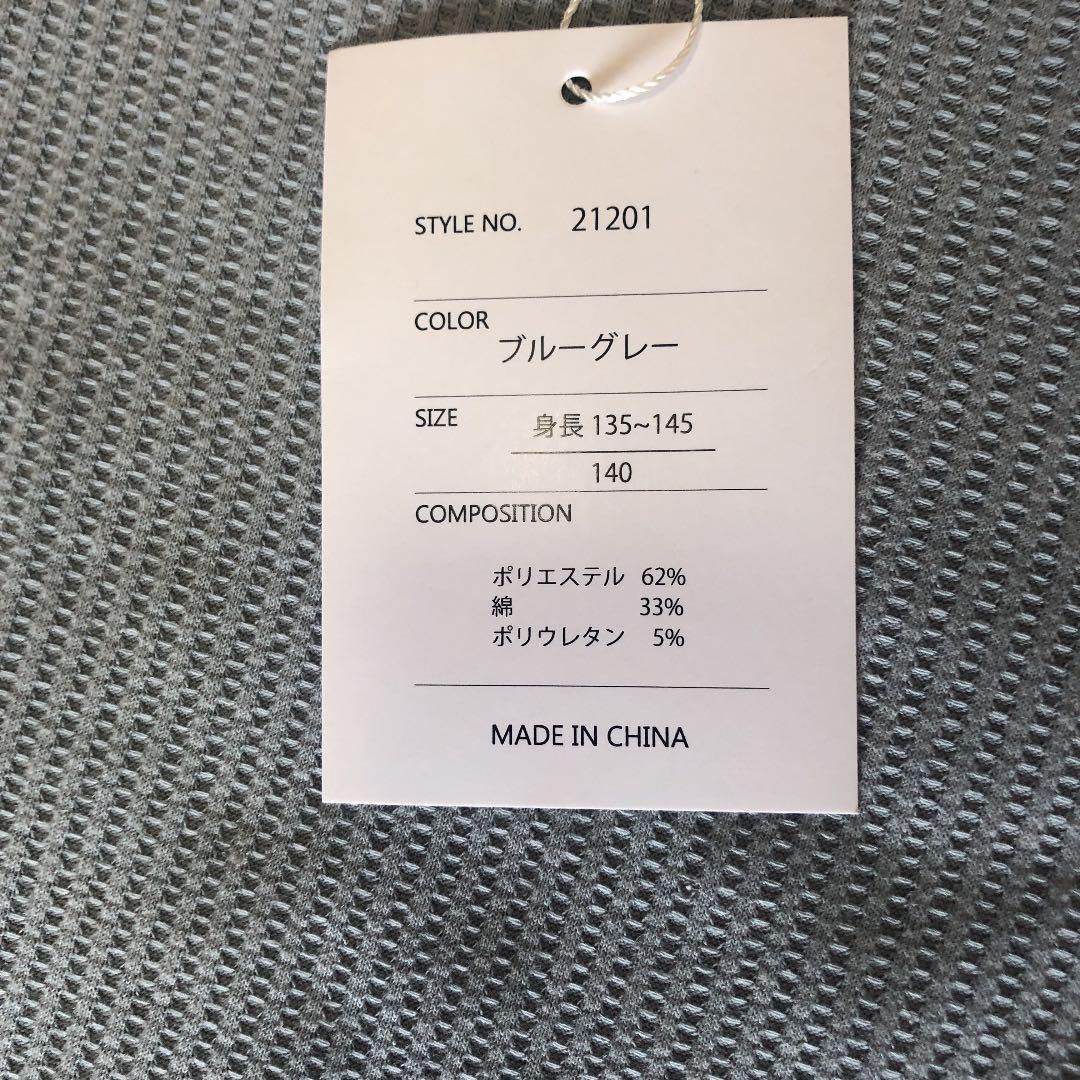 STYLE NO. 21201
COLOR
ブルーグレー
SIZE 身長 135~145
140
COMPOSITION
ポリエステル 62%
綿 33%
ポリウレタン 5%
MADE IN CHINA